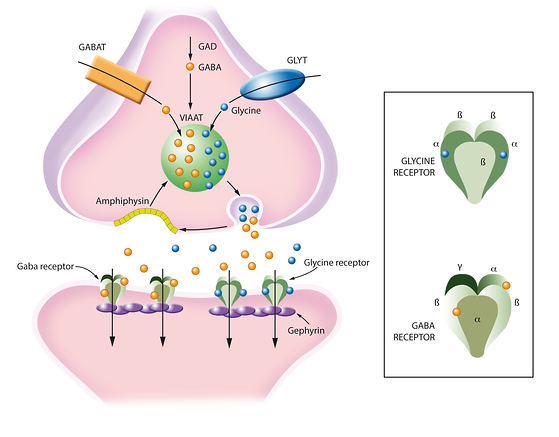 GABAT
GAD
GABA
GLYT
VIAAT
Glycine
Amphiphysin
Gaba receptor
Glycine receptor
Gephyrin
ß
ß
α
α
ß
GLYCINE
RECEPTOR
γ
α
ß
ß
α
GABA
RECEPTOR